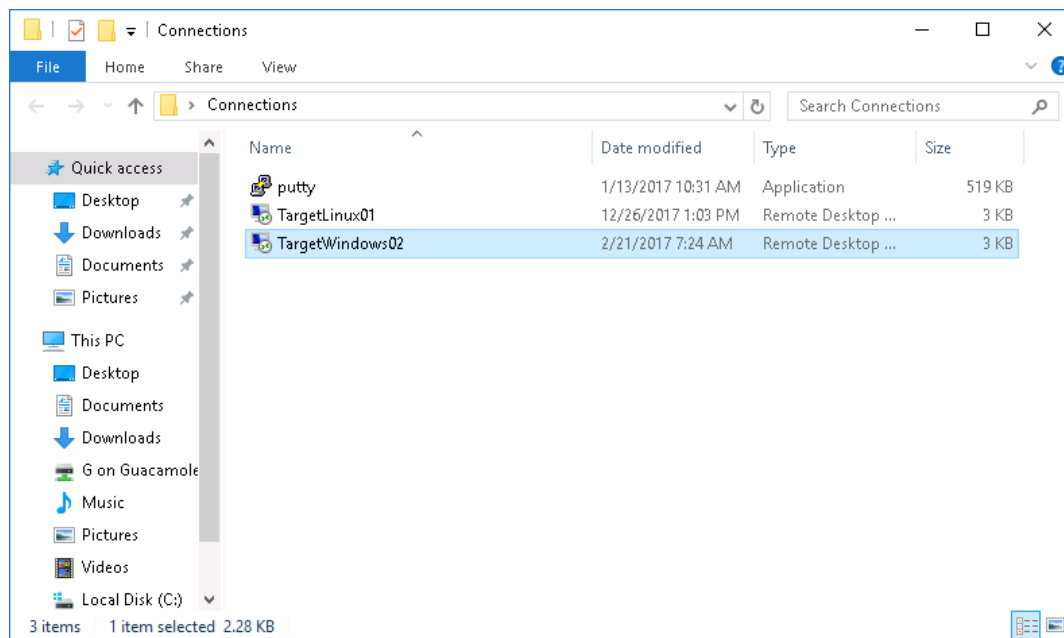 Connections
File Home Share View ?
Connections Search Connections
Name Date modified Type Size
Quick access
Desktop
Downloads
Documents
Pictures
This PC
Desktop
Documents
Downloads
G on Guacamole
Music
Pictures
Videos
Local Disk (C:)
putty 1/13/2017 10:31 AM Application 519 KB
TargetLinux01 12/26/2017 1:03 PM Remote Desktop ... 3 KB
TargetWindows02 2/21/2017 7:24 AM Remote Desktop ... 3 KB
3 items 1 item selected 2.28 KB